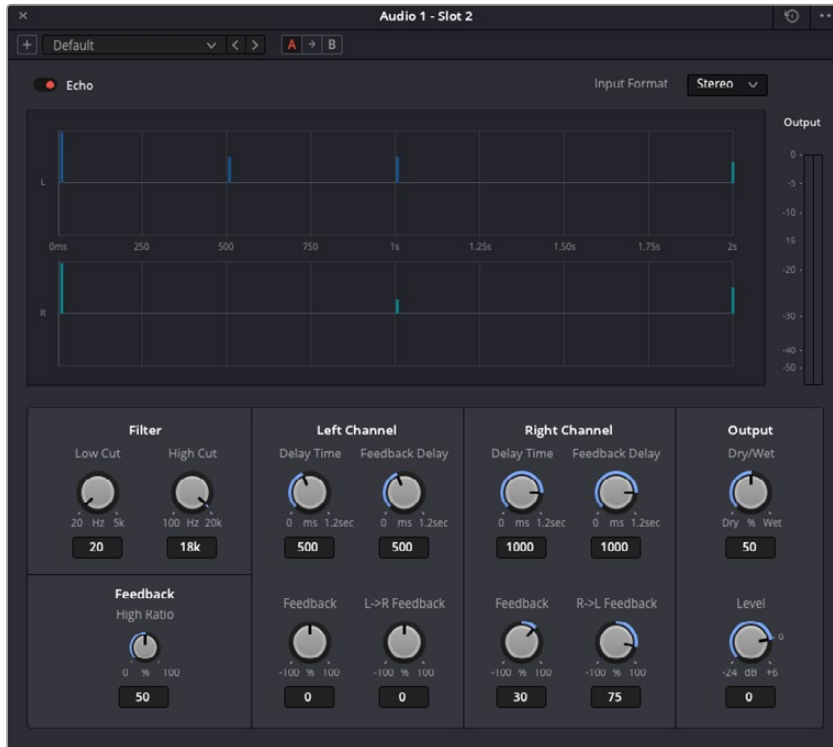 Audio 1 - Slot 2
Default
A B
Echo
Input Format Stereo
Output
L
0ms 250 500 750 1s 1.25s 1.50s 1.75s 2s
R
0 -
-5 -
-10 -
15
-20 -
-30 -
-40 -
-50 -
Filter
Low Cut High Cut
20 Hz 5k 100 Hz 20k
20 18k
Feedback
High Ratio
0 % 100
50
Left Channel
Delay Time Feedback Delay
0 ms 1.2sec 0 ms 1.2sec
500 500
Feedback L->R Feedback
-100 % 100 -100 % 100
0 0
Right Channel
Delay Time Feedback Delay
0 ms 1.2sec 0 ms 1.2sec
1000 1000
Feedback R->L Feedback
-100 % 100 -100 % 100
30 75
Output
Dry/Wet
Dry % Wet
50
Level
0
-24 dB +6
0